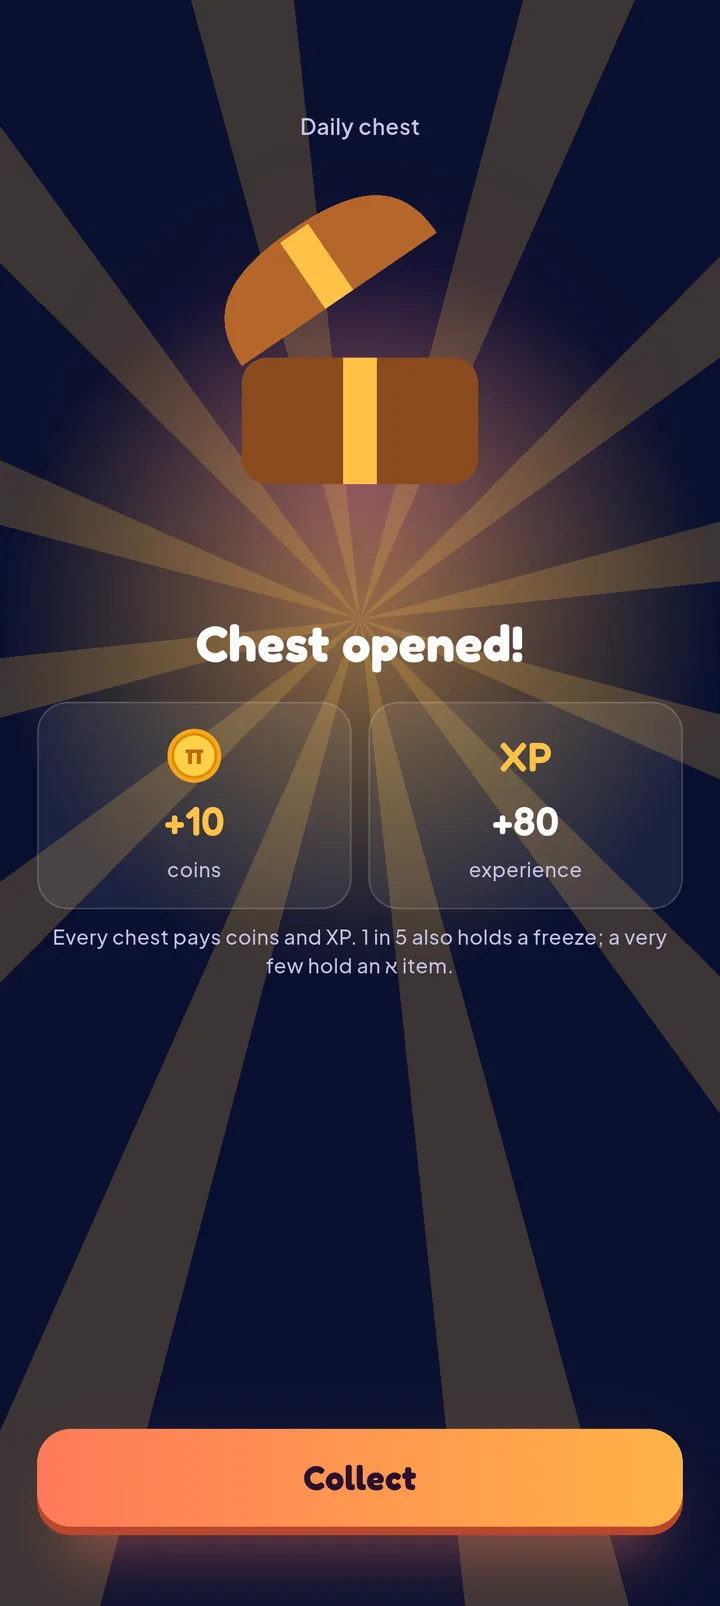 Daily chest
Chest opened!
π
XP
+10
+80
coins
experience
Every chest pays coins and XP. 1 in 5 also holds a freeze; a very
few hold an א item.
Collect